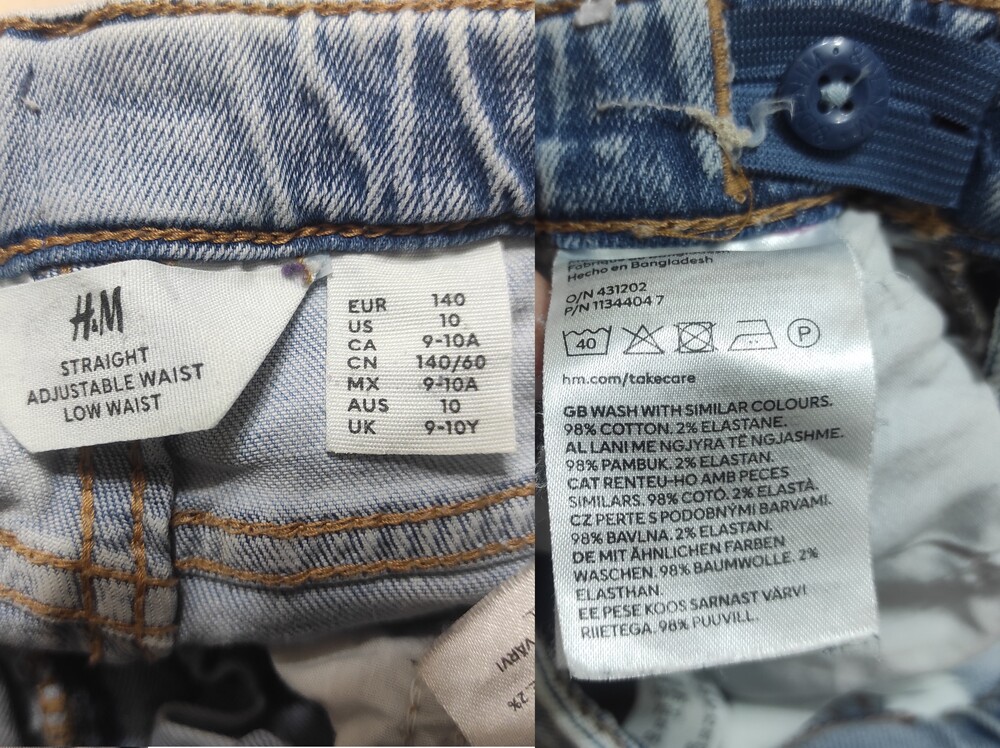 H&M
STRAIGHT
ADJUSTABLE WAIST
LOW WAIST
EUR 140
US 10
CA 9-10A
CN 140/60
MX 9-10A
AUS 10
UK 9-10Y
VÄRVI
2%
Hecho en Bangladesh
O/N 431202
P/N 1134404 7
40
P
hm.com/takecare
GB WASH WITH SIMILAR COLOURS.
98% COTTON. 2% ELASTANE.
AL LANI ME NGJYRA TË NGJASHME.
98% PAMBUK. 2% ELASTAN.
CAT RENTEU-HO AMB PECES
SIMILARS. 98% COTÓ. 2% ELASTÀ.
CZ PERTE S PODOBNÝMI BARVAMI.
98% BAVLNA. 2% ELASTAN.
DE MIT ÄHNLICHEN FARBEN
WASCHEN. 98% BAUMWOLLE. 2%
ELASTHAN.
EE PESE KOOS SARNAST VÄRVI
RIIETEGA. 98% PUUVILL.